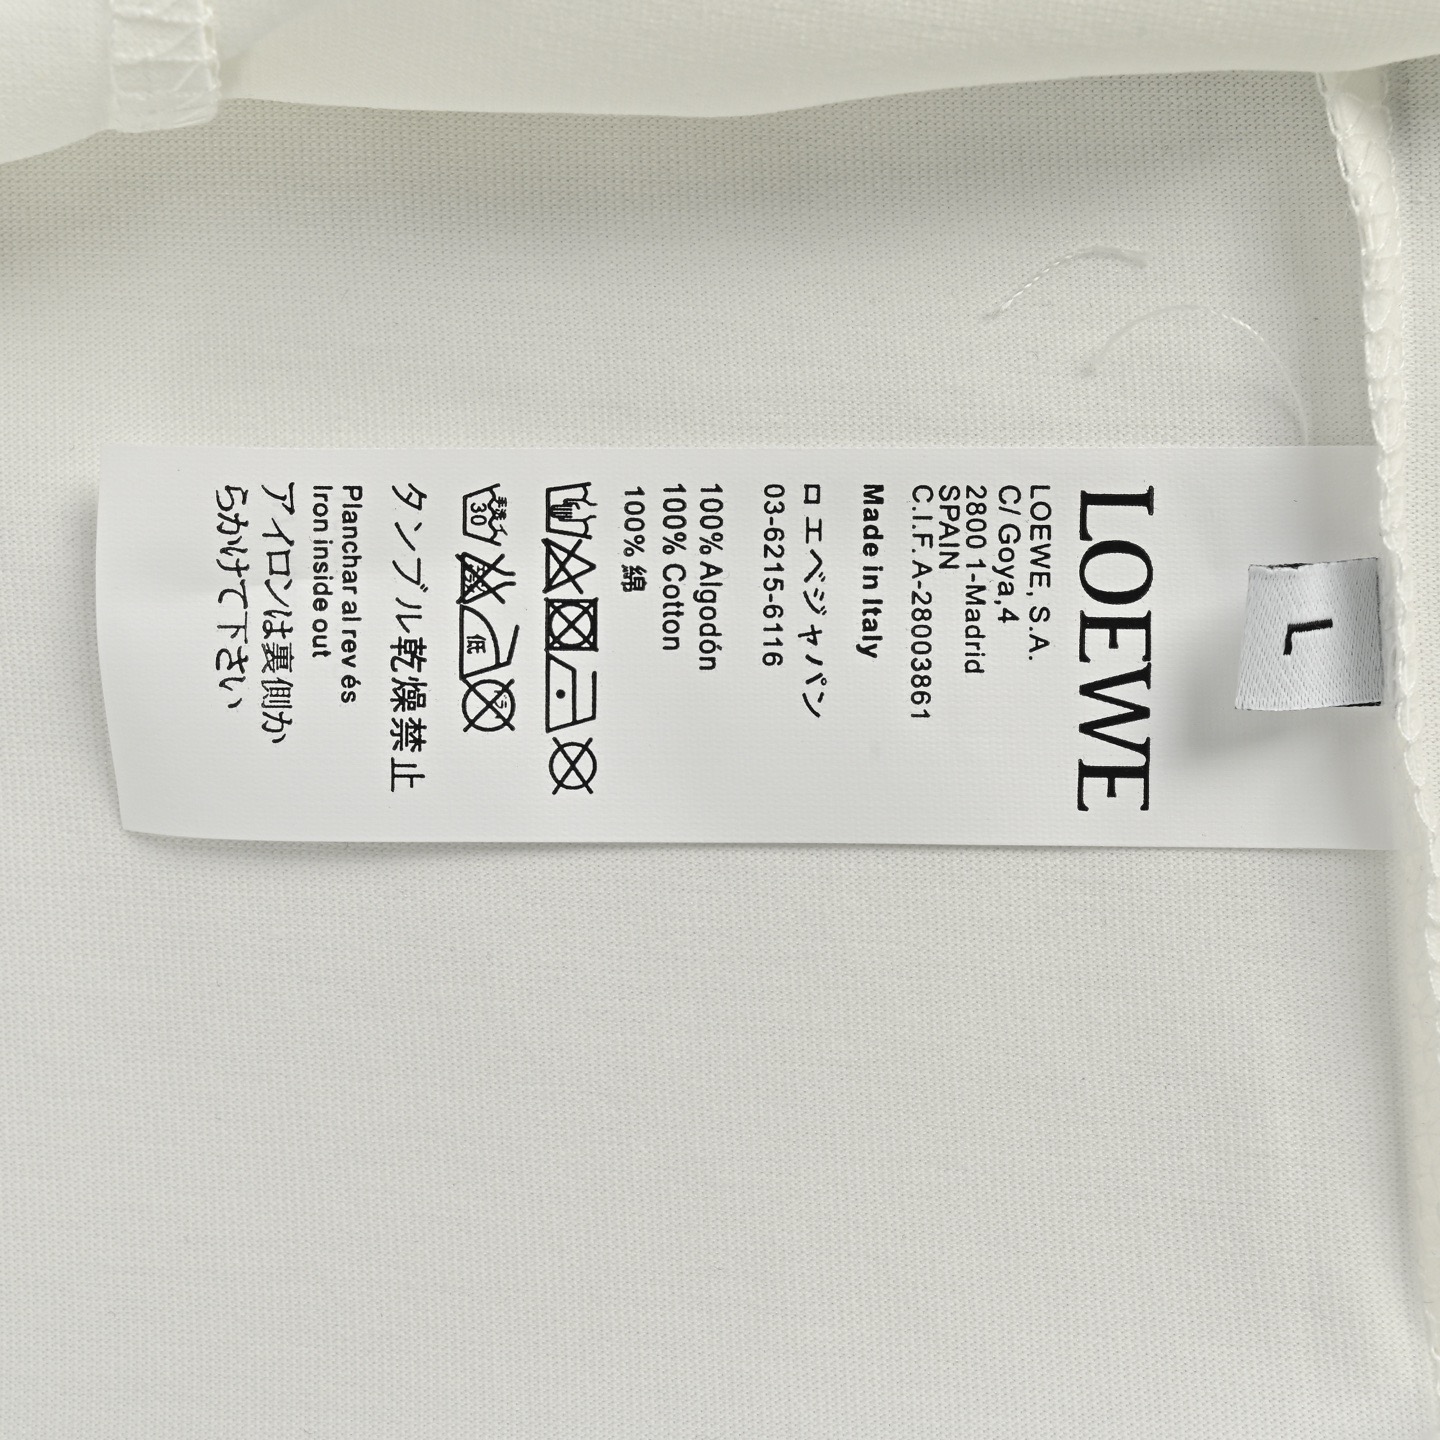 L
LOEWE
LOEWE, S.A.
C/ Goya,4
2800 1-Madrid
SPAIN
C.I.F. A-28003861
Made in Italy
ロエベジャパン
03-6215-6116
100% Algodón
100% Cotton
100% 綿
30
低
タンブル乾燥禁止
Planchar al rev és
Iron inside out
アイロンは裏側か
らかけて下さい